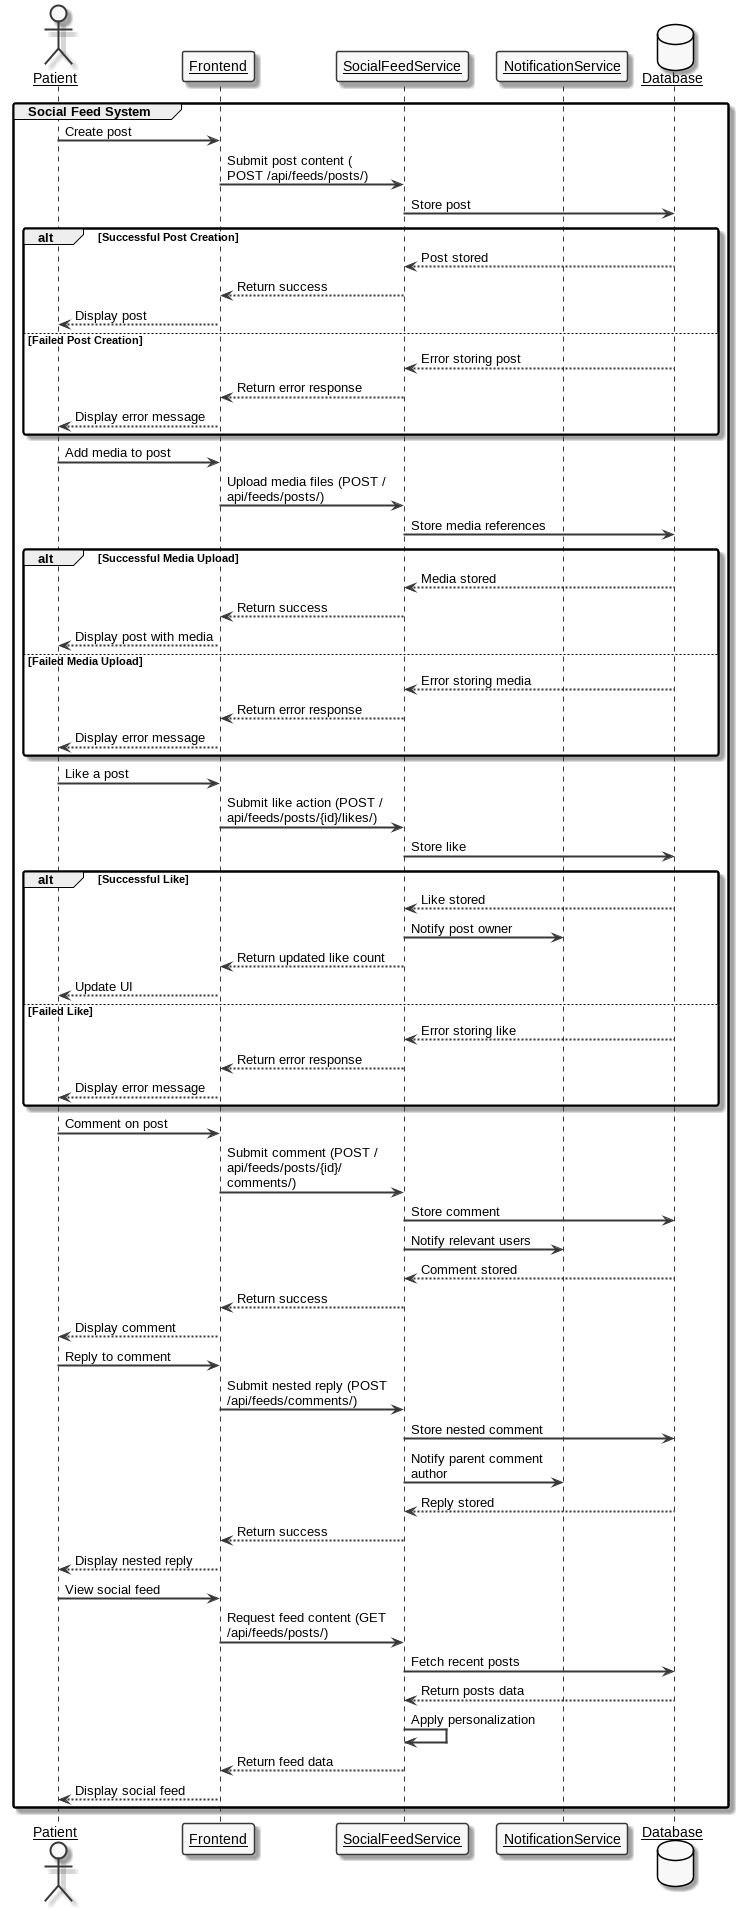 Patient
Frontend
SocialFeedService
NotificationService
Database
Social Feed System
Create post
Submit post content (
POST /api/feeds/posts/)
Store post
alt
[Successful Post Creation]
Post stored
Return success
Display post
[Failed Post Creation]
Error storing post
Return error response
Display error message
Add media to post
Upload media files (POST /
api/feeds/posts/)
Store media references
alt
[Successful Media Upload]
Media stored
Return success
Display post with media
[Failed Media Upload]
Error storing media
Return error response
Display error message
Like a post
Submit like action (POST /
api/feeds/posts/{id}/likes/)
Store like
alt
[Successful Like]
Like stored
Notify post owner
Return updated like count
Update UI
[Failed Like]
Error storing like
Return error response
Display error message
Comment on post
Submit comment (POST /
api/feeds/posts/{id}/
comments/)
Store comment
Notify relevant users
Comment stored
Return success
Display comment
Reply to comment
Submit nested reply (POST
/api/feeds/comments/)
Store nested comment
Notify parent comment
author
Reply stored
Return success
Display nested reply
View social feed
Request feed content (GET
/api/feeds/posts/)
Fetch recent posts
Return posts data
Apply personalization
Return feed data
Display social feed
Patient
Frontend
SocialFeedService
NotificationService
Database